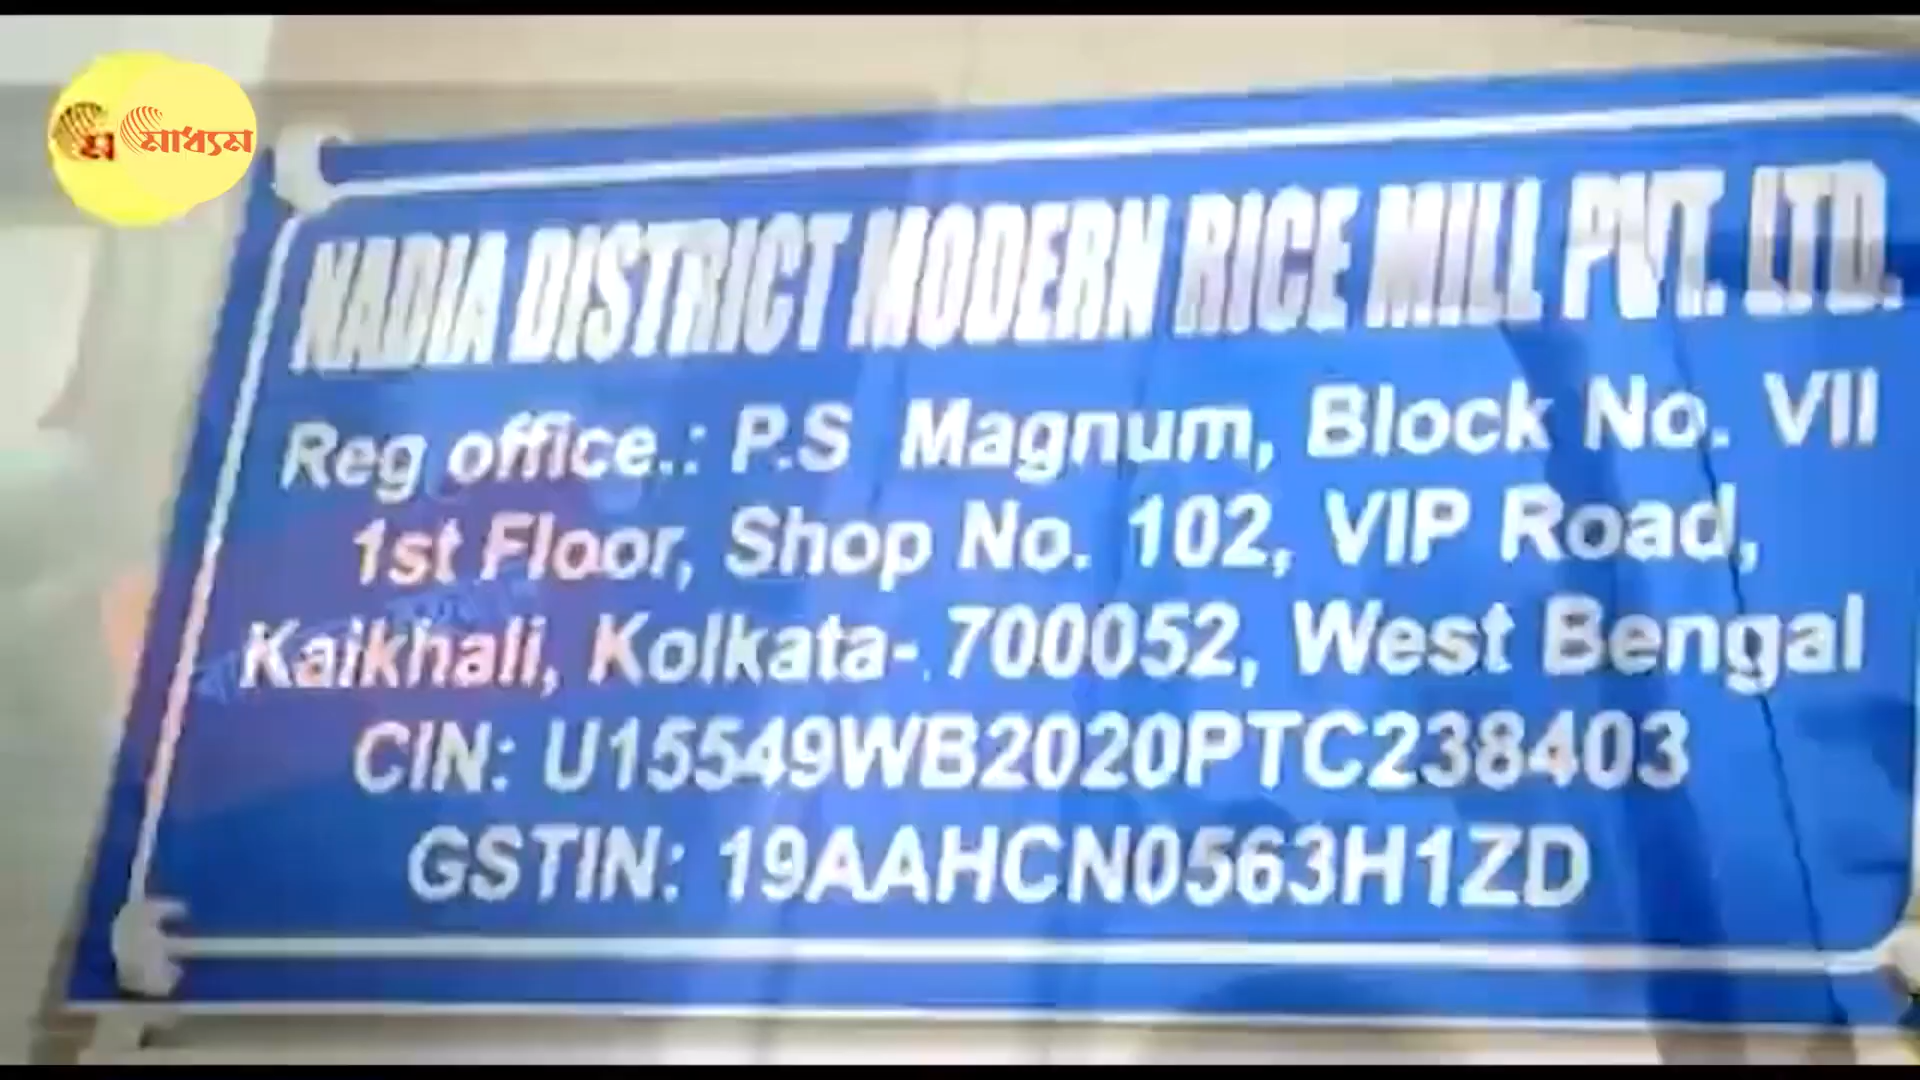 ম মাধ্যম
NADIA DISTRICT MODERN RICE MILL PVT. LTD.
Reg office.: P.S Magnum, Block No. VII
1st Floor, Shop No. 102, VIP Road,
Kaikhali, Kolkata- 700052, West Bengal
CIN: U15549WB2020PTC238403
GSTIN: 19AAHCN0563H1ZD